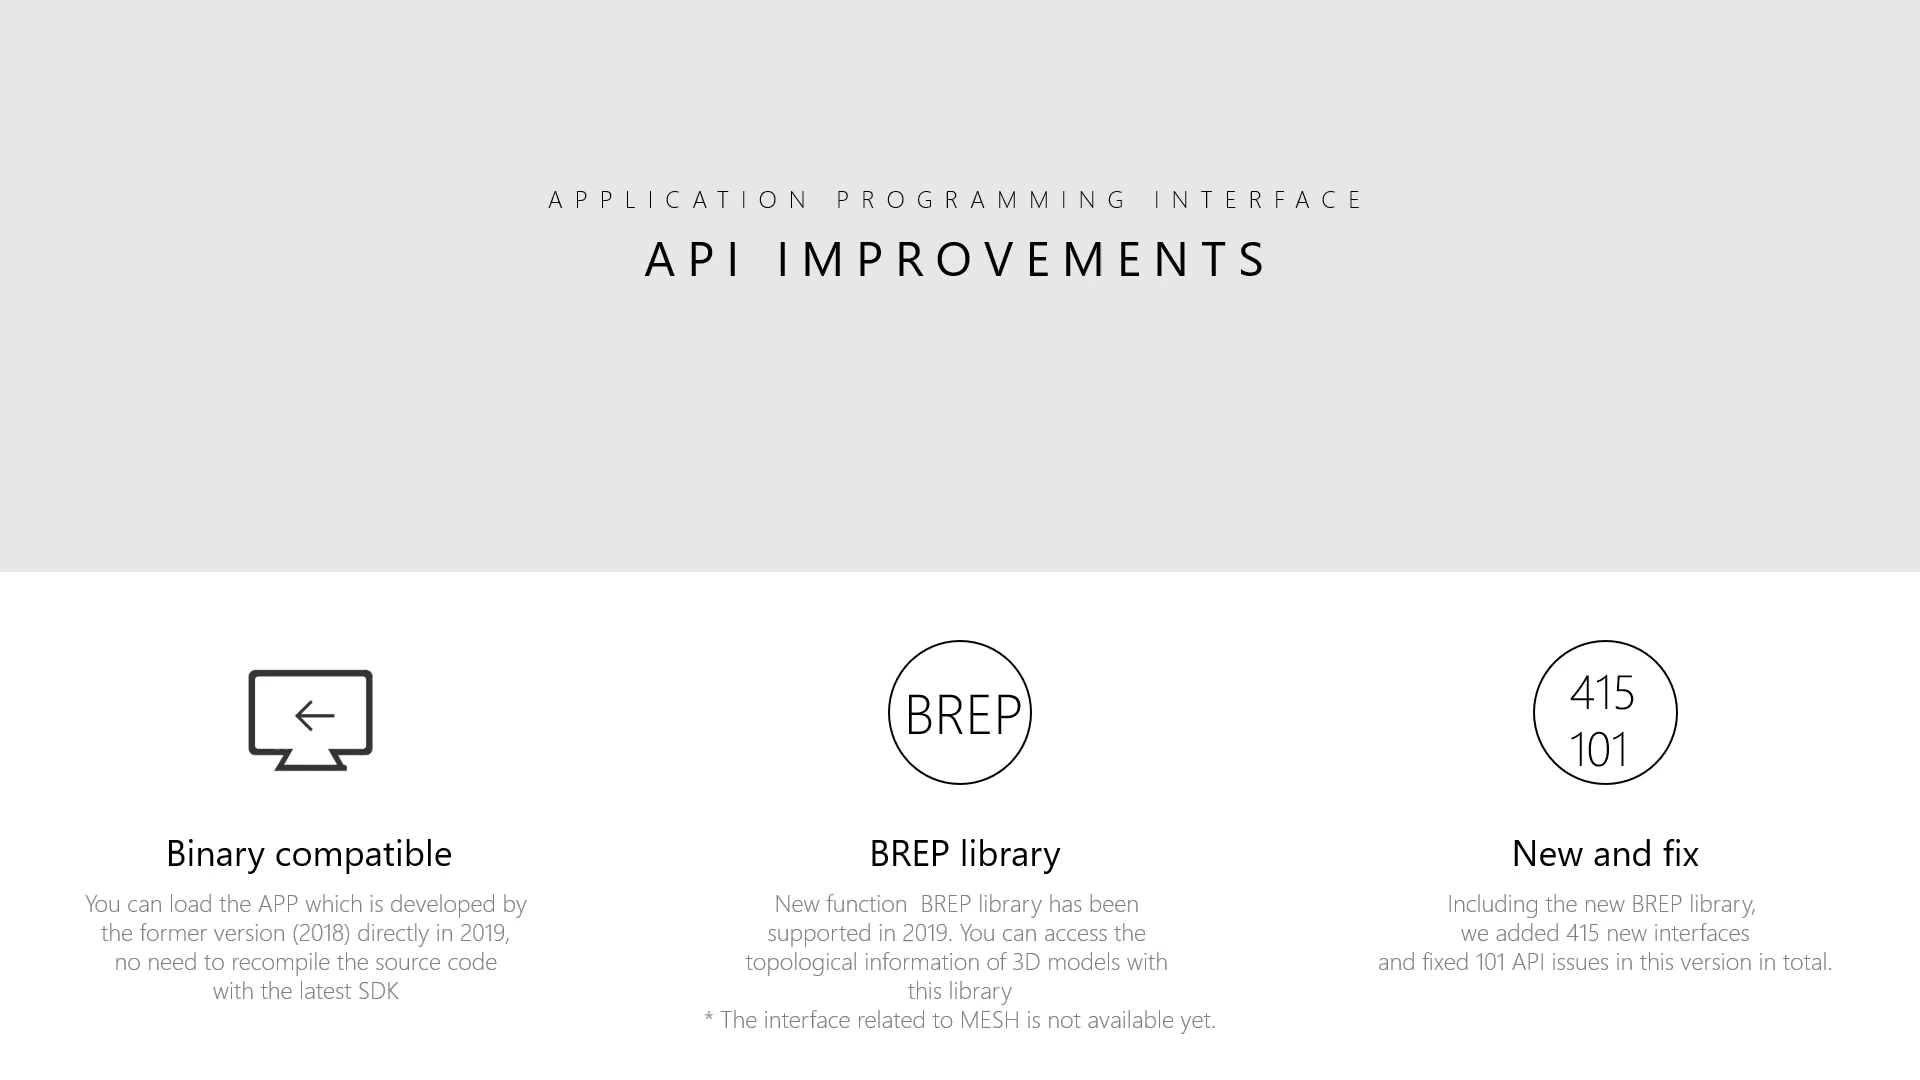 APPLICATION PROGRAMMING INTERFACE
API IMPROVEMENTS
BREP
415
101
Binary compatible
You can load the APP which is developed by
the former version (2018) directly in 2019,
no need to recompile the source code
with the latest SDK
BREP library
New function  BREP library has been
supported in 2019. You can access the
topological information of 3D models with
this library
* The interface related to MESH is not available yet.
New and fix
Including the new BREP library,
we added 415 new interfaces
and fixed 101 API issues in this version in total.